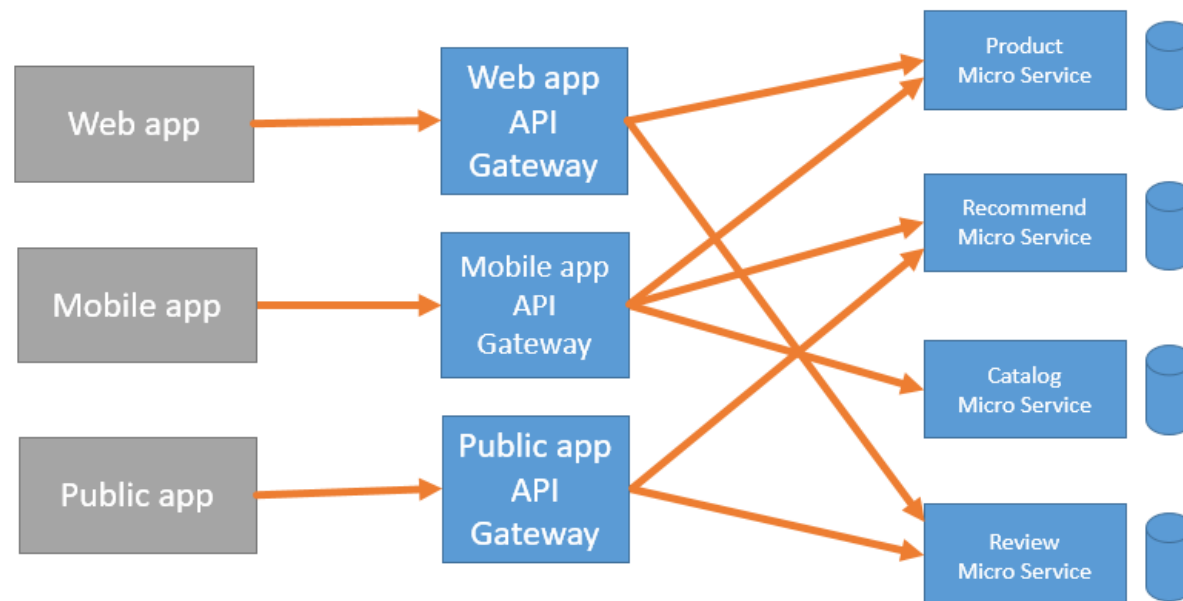 Web app
Web app
API
Gateway
Product
Micro Service
Mobile app
Mobile app
API
Gateway
Recommend
Micro Service
Catalog
Micro Service
Public app
Public app
API
Gateway
Review
Micro Service